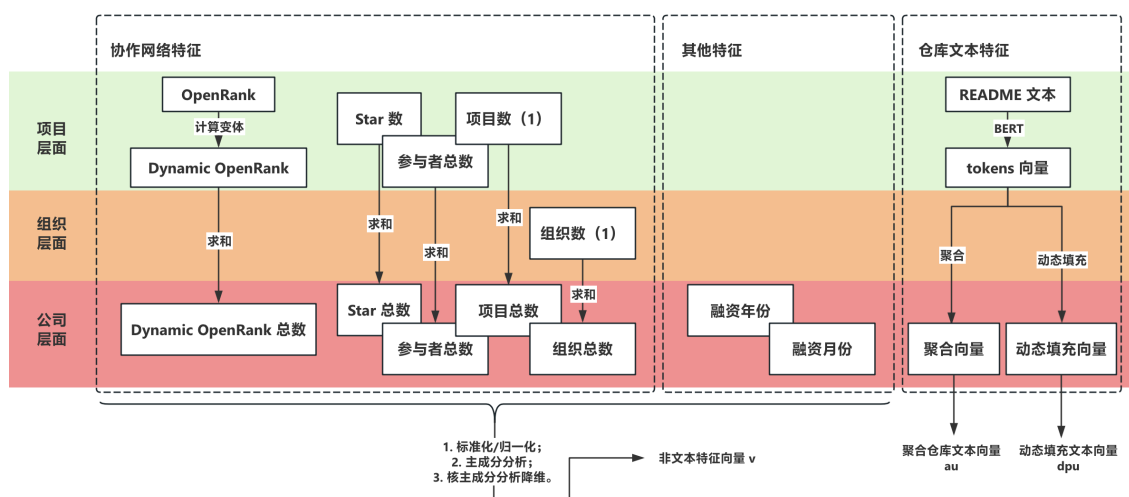 协作网络特征
其他特征
仓库文本特征
项目
层面
OpenRank
计算变体
Dynamic OpenRank
Star 数
参与者总数
项目数（1）
README 文本
BERT
tokens 向量
组织
层面
求和
求和
求和
求和
组织数（1）
求和
聚合
动态填充
公司
层面
Dynamic OpenRank 总数
Star 总数
参与者总数
项目总数
组织总数
融资年份
融资月份
聚合向量
动态填充向量
1. 标准化/归一化；
2. 主成分分析；
3. 核主成分分析降维。
非文本特征向量 v
聚合仓库文本向量
au
动态填充文本向量
dpu